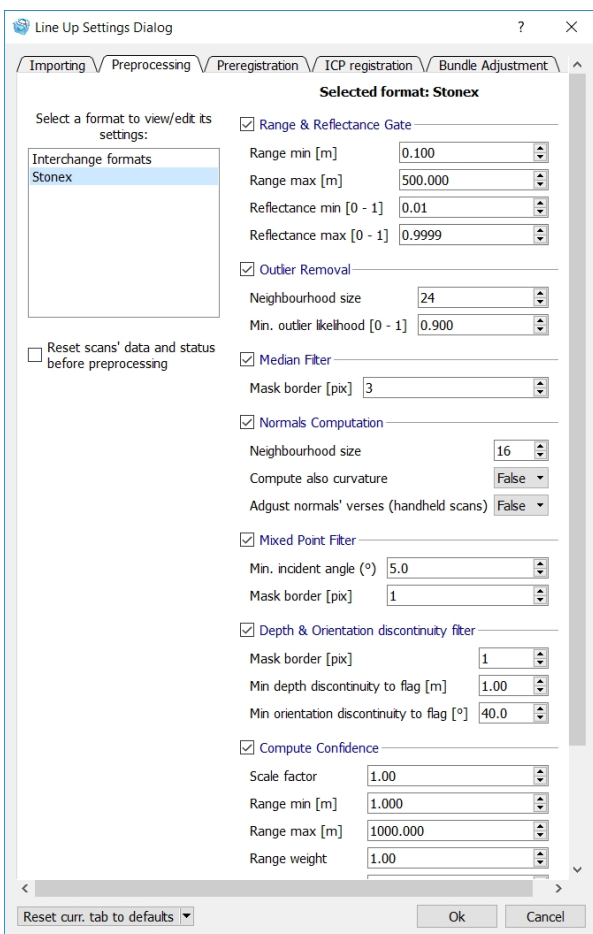 Line Up Settings Dialog
?
Importing
Preprocessing
Preregistration
ICP registration
Bundle Adjustment
Selected format: Stonex
Select a format to view/edit its
settings:
Interchange formats
Stonex
Reset scans' data and status
before preprocessing
Range & Reflectance Gate
Range min [m] 0.100
Range max [m] 500.000
Reflectance min [0 - 1] 0.01
Reflectance max [0 - 1] 0.9999
Outlier Removal
Neighbourhood size 24
Min. outlier likelihood [0 - 1] 0.900
Median Filter
Mask border [pix] 3
Normals Computation
Neighbourhood size 16
Compute also curvature False
Adgust normals' verses (handheld scans) False
Mixed Point Filter
Min. incident angle (°) 5.0
Mask border [pix] 1
Depth & Orientation discontinuity filter
Mask border [pix] 1
Min depth discontinuity to flag [m] 1.00
Min orientation discontinuity to flag [°] 40.0
Compute Confidence
Scale factor 1.00
Range min [m] 1.000
Range max [m] 1000.000
Range weight 1.00
Reset curr. tab to defaults
Ok
Cancel